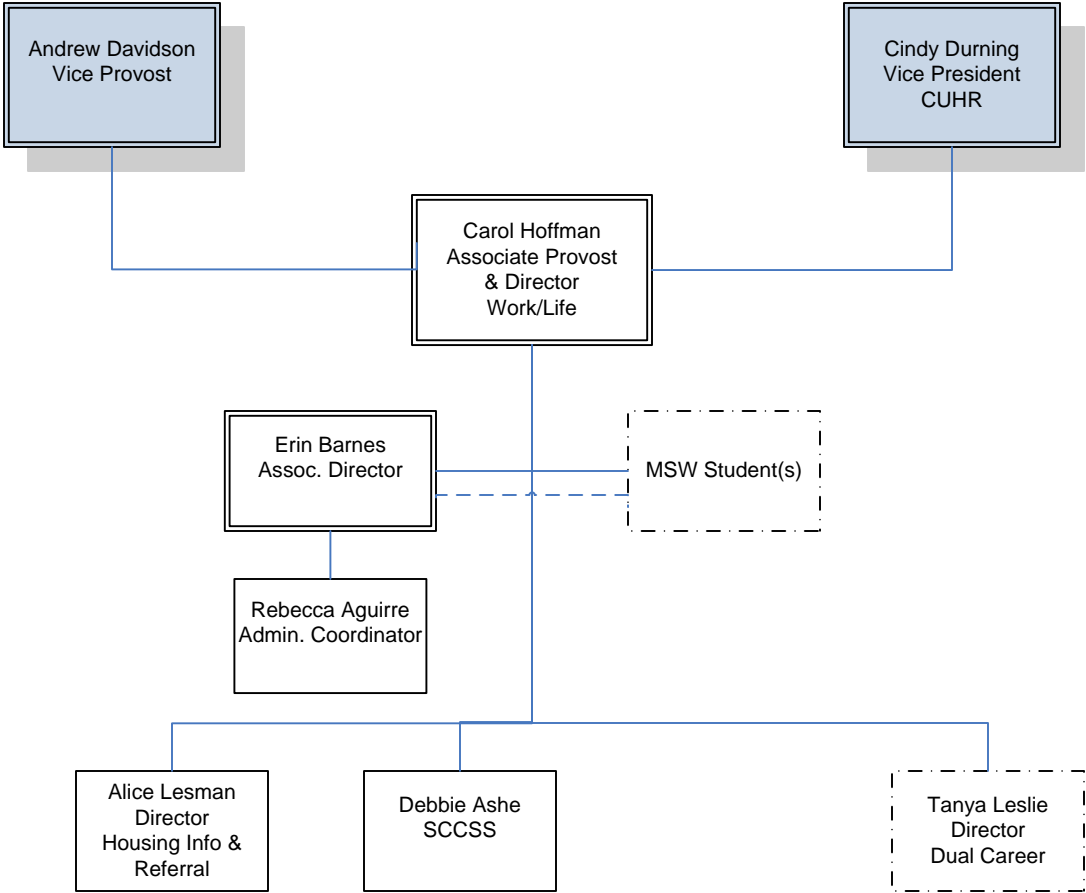 Andrew Davidson
Vice Provost
Cindy Durning
Vice President
CUHR
Carol Hoffman
Associate Provost
& Director
Work/Life
Erin Barnes
Assoc. Director
MSW Student(s)
Rebecca Aguirre
Admin. Coordinator
Alice Lesman
Director
Housing Info &
Referral
Debbie Ashe
SCCSS
Tanya Leslie
Director
Dual Career